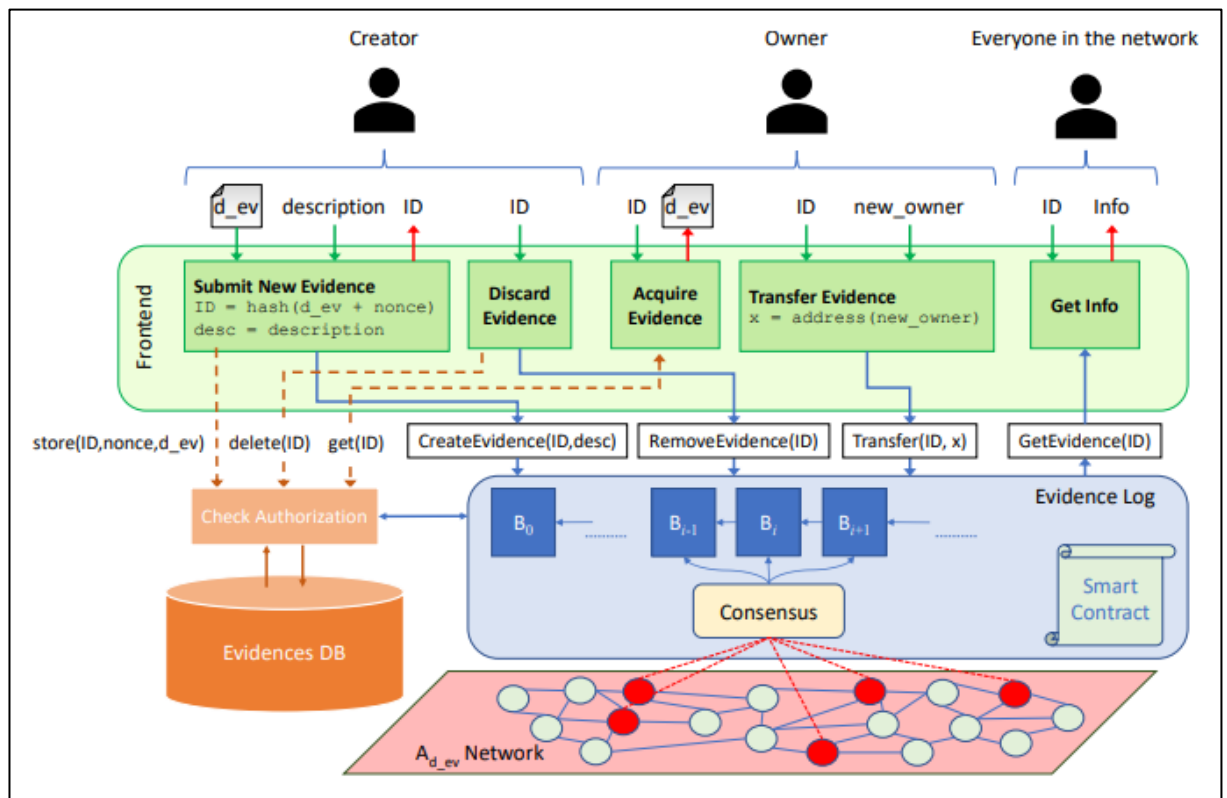 Creator
Owner
Everyone in the network
d_ev
description
ID
ID
ID
d_ev
ID
new_owner
ID
Info
Frontend
Submit New Evidence
ID = hash(d_ev + nonce)
desc = description
Discard
Evidence
Acquire
Evidence
Transfer Evidence
x = address(new_owner)
Get Info
store(ID,nonce,d_ev)
delete(ID)
get(ID)
CreateEvidence(ID,desc)
RemoveEvidence(ID)
Transfer(ID, x)
GetEvidence(ID)
Evidence Log
Check Authorization
B0
..........
Bi-1
Bi
Bi+1
..........
Consensus
Smart
Contract
Evidences DB
Ad_ev Network